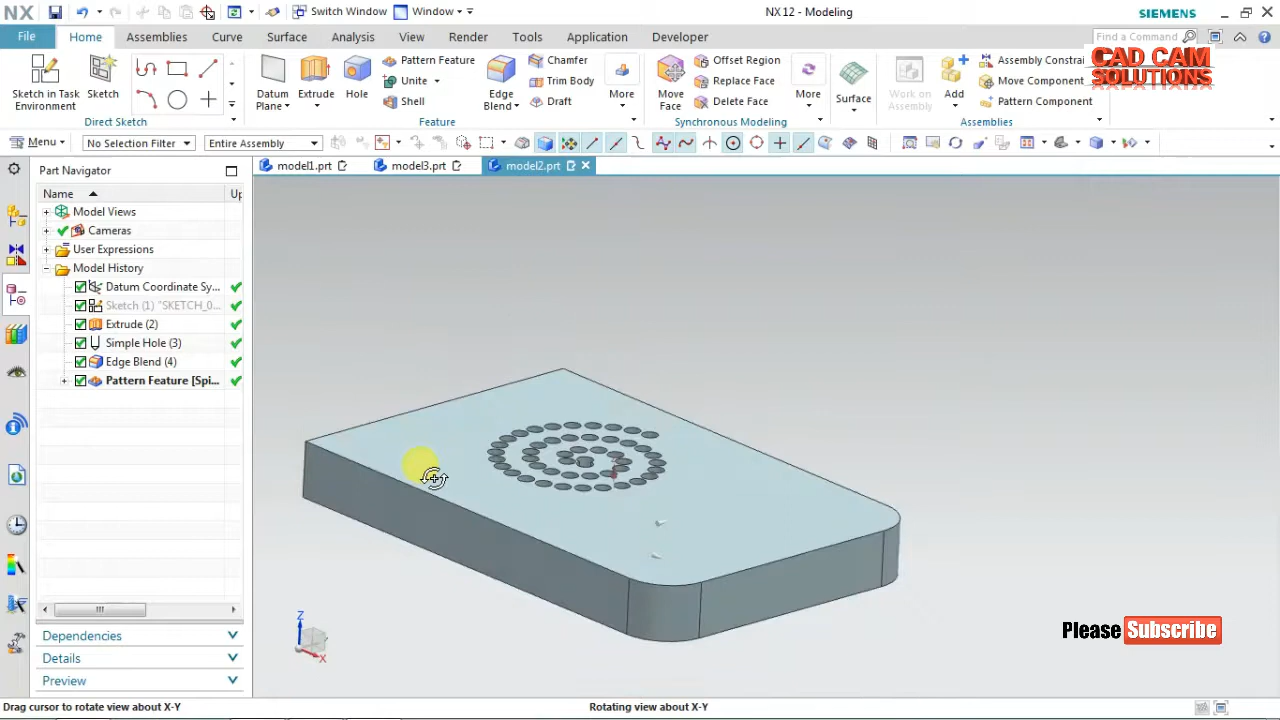 NX
Switch Window
Window
NX 12 - Modeling
SIEMENS
File
Home
Assemblies
Curve
Surface
Analysis
View
Render
Tools
Application
Developer
Find a Command
CAD CAM
SOLUTIONS
Sketch in Task
Environment
Sketch
Direct Sketch
Datum
Plane
Extrude
Hole
Pattern Feature
Unite
Shell
Edge
Blend
Chamfer
Trim Body
Draft
More
Feature
Move
Face
Offset Region
Replace Face
Delete Face
More
Synchronous Modeling
Surface
Work on
Assembly
Add
Assembly Constrai
Move Component
Pattern Component
Assemblies
Menu
No Selection Filter
Entire Assembly
Part Navigator
model1.prt
model3.prt
model2.prt
Name
Up
Model Views
Cameras
User Expressions
Model History
Datum Coordinate Sy...
Sketch (1) "SKETCH_0...
Extrude (2)
Simple Hole (3)
Edge Blend (4)
Pattern Feature [Spi...
Dependencies
Details
Preview
Z
X
Please Subscribe
Drag cursor to rotate view about X-Y
Rotating view about X-Y